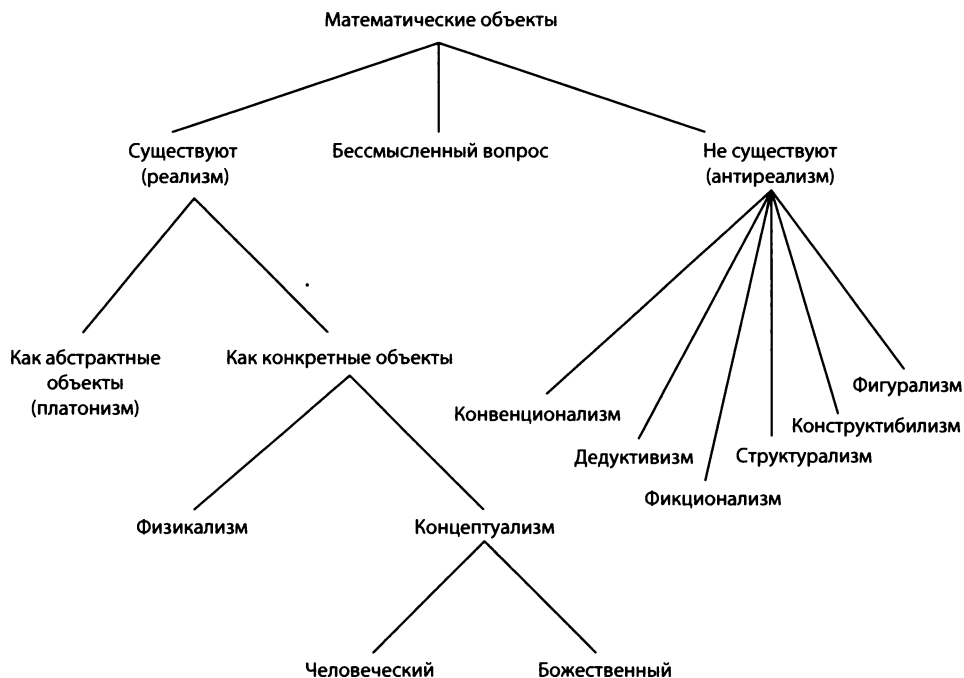 Математические объекты
Существуют
(реализм)
Бессмысленный вопрос
Не существуют
(антиреализм)
Как абстрактные
объекты
(платонизм)
Как конкретные объекты
Конвенционализм
Дедуктивизм
Фикционализм
Структурализм
Конструктибилизм
Фигурализм
Физикализм
Концептуализм
Человеческий
Божественный